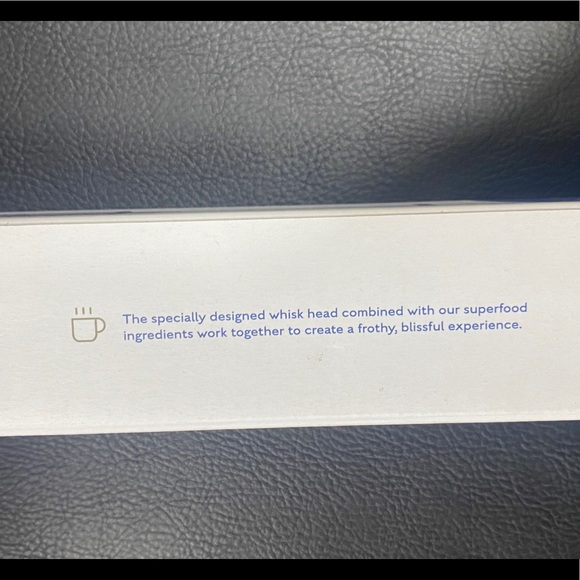 The specially designed whisk head combined with our superfood
ingredients work together to create a frothy, blissful experience.